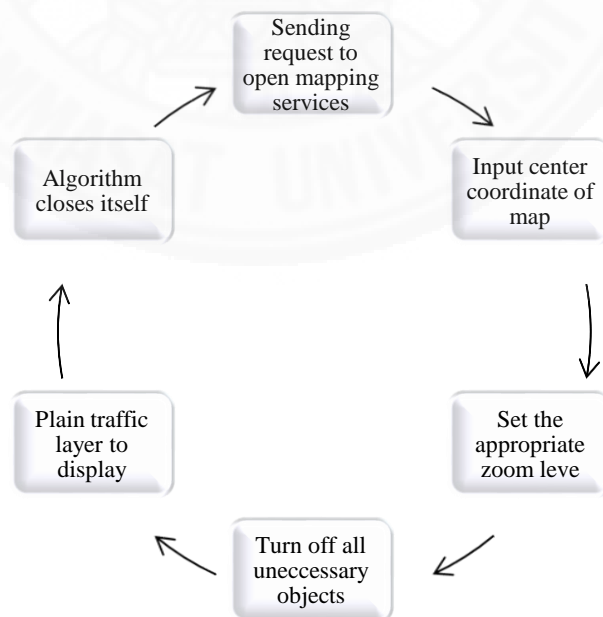 Sending
request to
open mapping
services
Input center
coordinate of
map
Set the
appropriate
zoom leve
Turn off all
uneccessary
objects
Plain traffic
layer to
display
Algorithm
closes itself